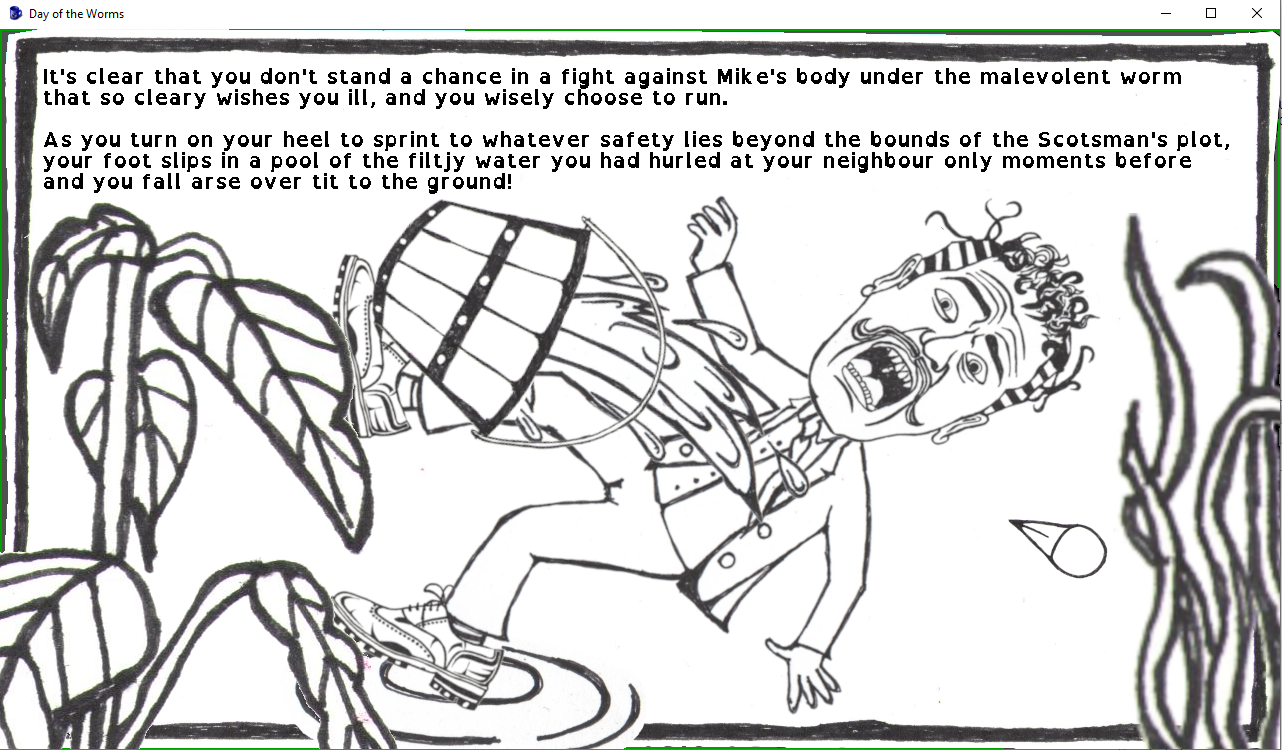 Day of the Worms
It's clear that you don't stand a chance in a fight against Mike's body under the malevolent worm
that so cleary wishes you ill, and you wisely choose to run.
As you turn on your heel to sprint to whatever safety lies beyond the bounds of the Scotsman's plot,
your foot slips in a pool of the filtjy water you had hurled at your neighbour only moments before
and you fall arse over tit to the ground!